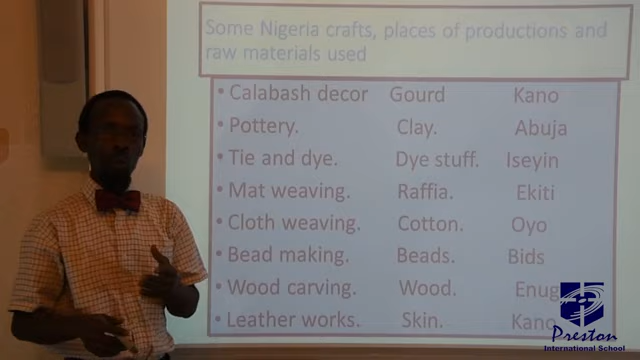 Some Nigeria crafts, places of productions and
raw materials used
• Calabash decor Gourd Kano
• Pottery. Clay. Abuja
• Tie and dye. Dye stuff. Iseyin
• Mat weaving. Raffia. Ekiti
• Cloth weaving. Cotton. Oyo
• Bead making. Beads. Bids
• Wood carving. Wood. Enug
• Leather works. Skin. Kano
Preston
International School